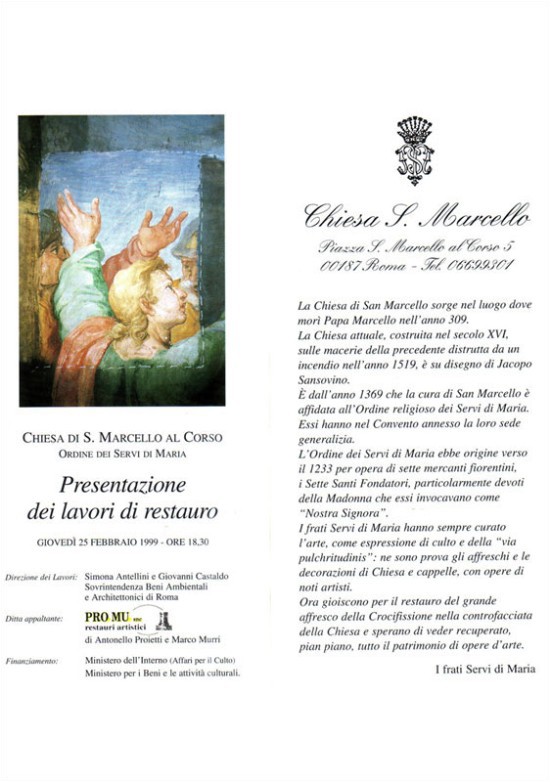 CHIESA DI S. MARCELLO AL CORSO
ORDINE DEI SERVI DI MARIA
Presentazione
dei lavori di restauro
GIOVEDÌ 25 FEBBRAIO 1999 - ORE 18,30
Direzione dei Lavori: Simona Antellini e Giovanni Castaldo
Sovrintendenza Beni Ambientali
e Architettonici di Roma
Ditta appaltante: PRO MU snc
restauri artistici
di Antonello Proietti e Marco Murri
Finanziamento: Ministero dell'Interno (Affari per il Culto)
Ministero per i Beni e le attività culturali.
Chiesa S. Marcello
Piazza S. Marcello al Corso 5
00187 Roma - Tel. 06699301
La Chiesa di San Marcello sorge nel luogo dove
morì Papa Marcello nell'anno 309.
La Chiesa attuale, costruita nel secolo XVI,
sulle macerie della precedente distrutta da un
incendio nell'anno 1519, è su disegno di Jacopo
Sansovino.
È dall'anno 1369 che la cura di San Marcello è
affidata all'Ordine religioso dei Servi di Maria.
Essi hanno nel Convento annesso la loro sede
generalizia.
L'Ordine dei Servi di Maria ebbe origine verso
il 1233 per opera di sette mercanti fiorentini,
i Sette Santi Fondatori, particolarmente devoti
della Madonna che essi invocavano come
“Nostra Signora”.
I frati Servi di Maria hanno sempre curato
l'arte, come espressione di culto e della “via
pulchritudinis”: ne sono prova gli affreschi e le
decorazioni di Chiesa e cappelle, con opere di
noti artisti.
Ora gioiscono per il restauro del grande
affresco della Crocifissione nella controfacciata
della Chiesa e sperano di veder recuperato,
pian piano, tutto il patrimonio di opere d'arte.
I frati Servi di Maria